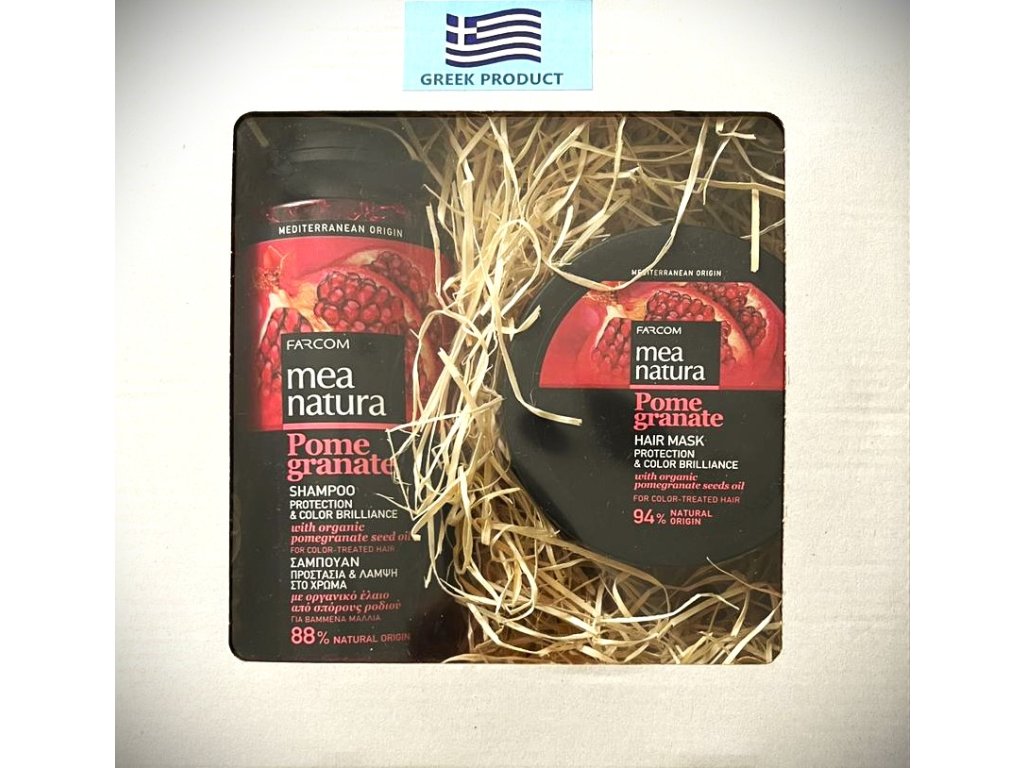 GREEK PRODUCT
MEDITERRANEAN ORIGIN
FARCOM
mea
natura
Pome
granate
SHAMPOO
PROTECTION
& COLOR BRILLIANCE
with organic
pomegranate seed oil
FOR COLOR-TREATED HAIR
ΣΑΜΠΟΥΑΝ
ΠΡΟΣΤΑΣΙΑ & ΛΑΜΨΗ
ΣΤΟ ΧΡΩΜΑ
με οργανικό έλαιο
από σπόρους ροδιού
ΓΙΑ ΒΑΜΜΕΝΑ ΜΑΛΛΙΑ
88% NATURAL ORIGIN
MEDITERRANEAN ORIGIN
FARCOM
mea
natura
Pome
granate
HAIR MASK
PROTECTION
& COLOR BRILLIANCE
with organic
pomegranate seeds oil
FOR COLOR-TREATED HAIR
94% NATURAL
ORIGIN